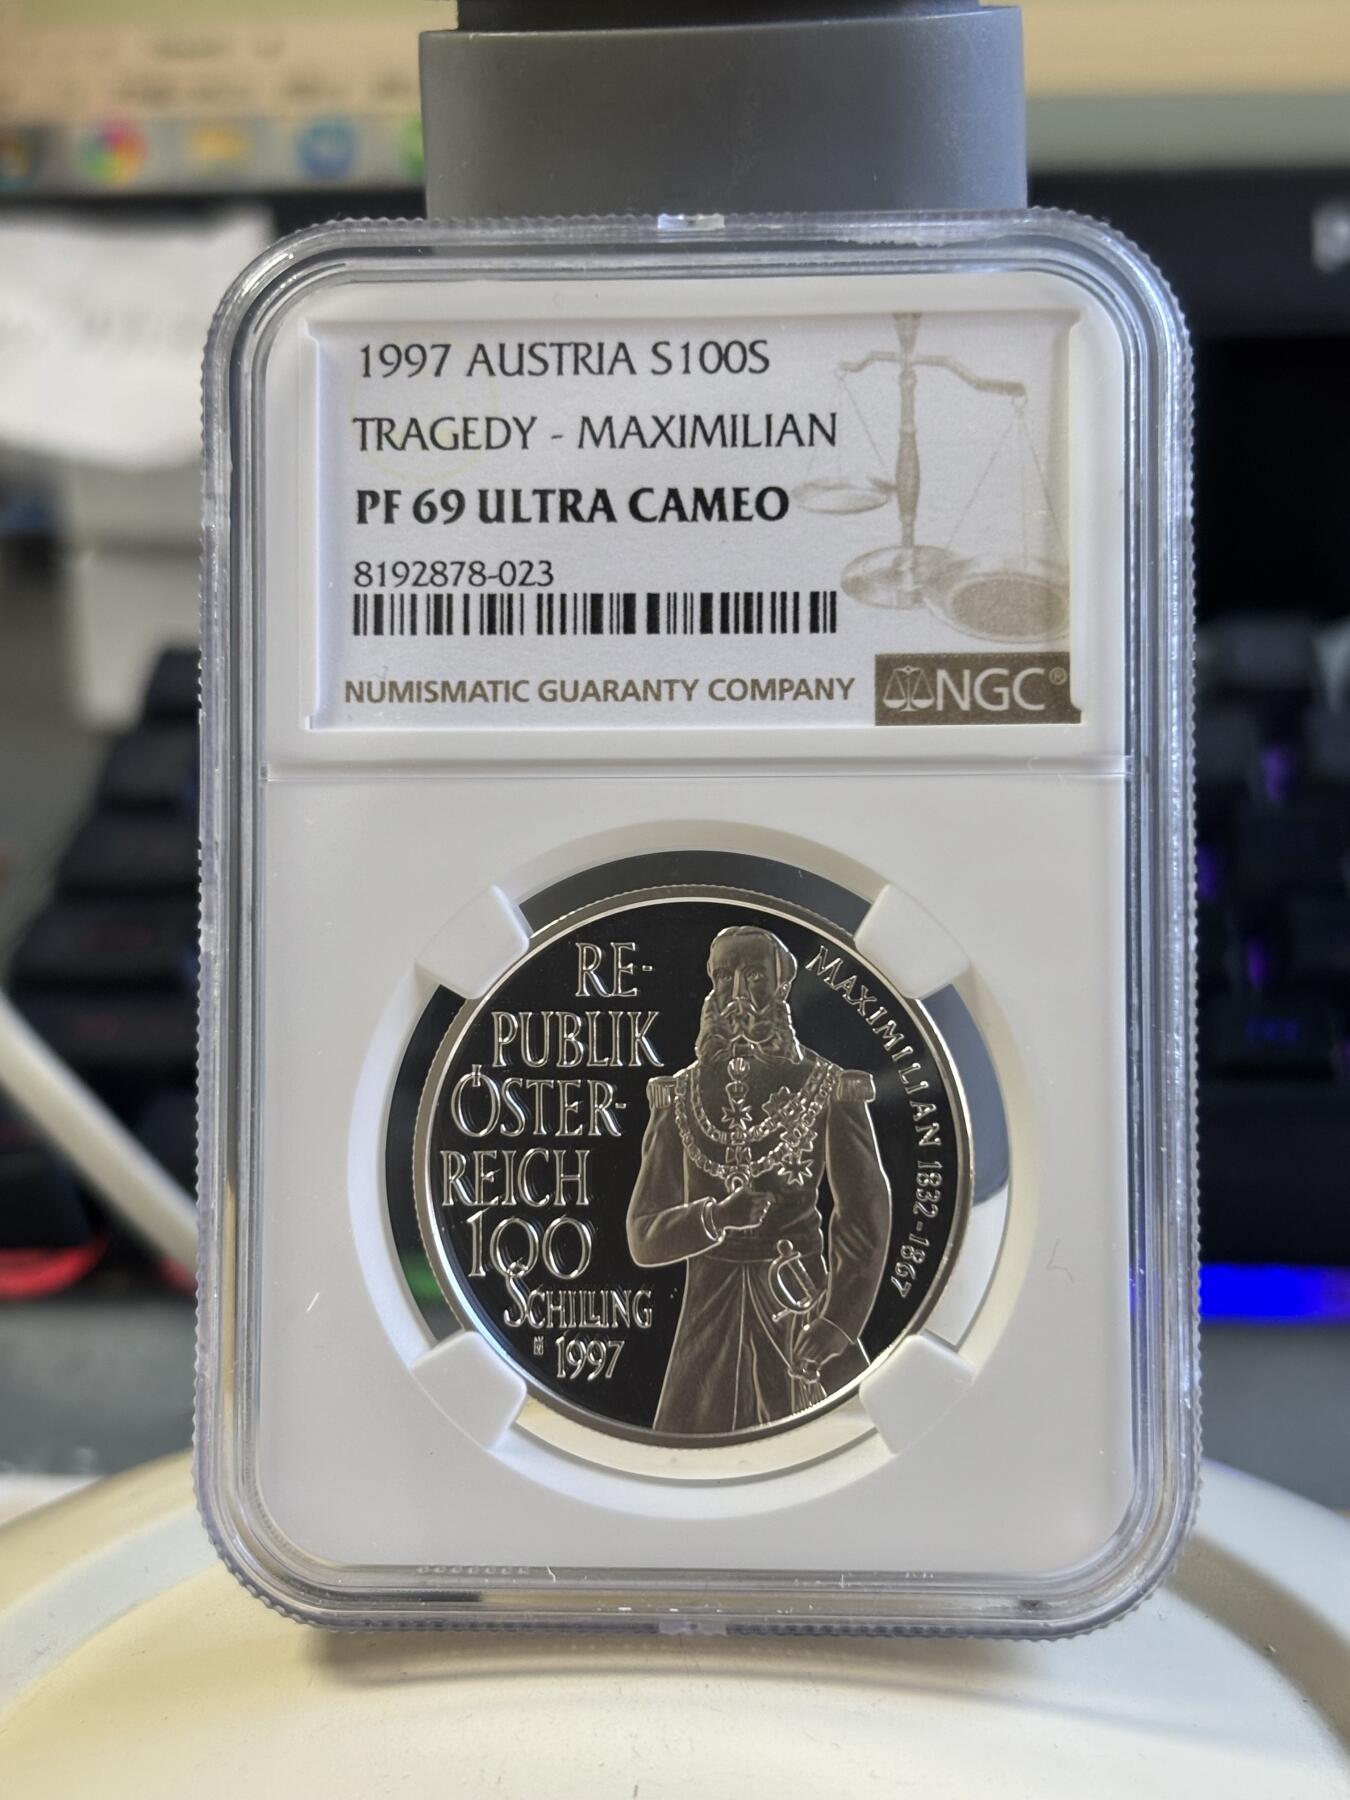 1997 AUSTRIA S100S
TRAGEDY - MAXIMILIAN
PF 69 ULTRA CAMEO
8192878-023
NUMISMATIC GUARANTY COMPANY
NGC®
RE-
PUBLIK
ÖSTER-
REICH
100
SCHILLING
1997
MAXIMILIAN 1832-1867